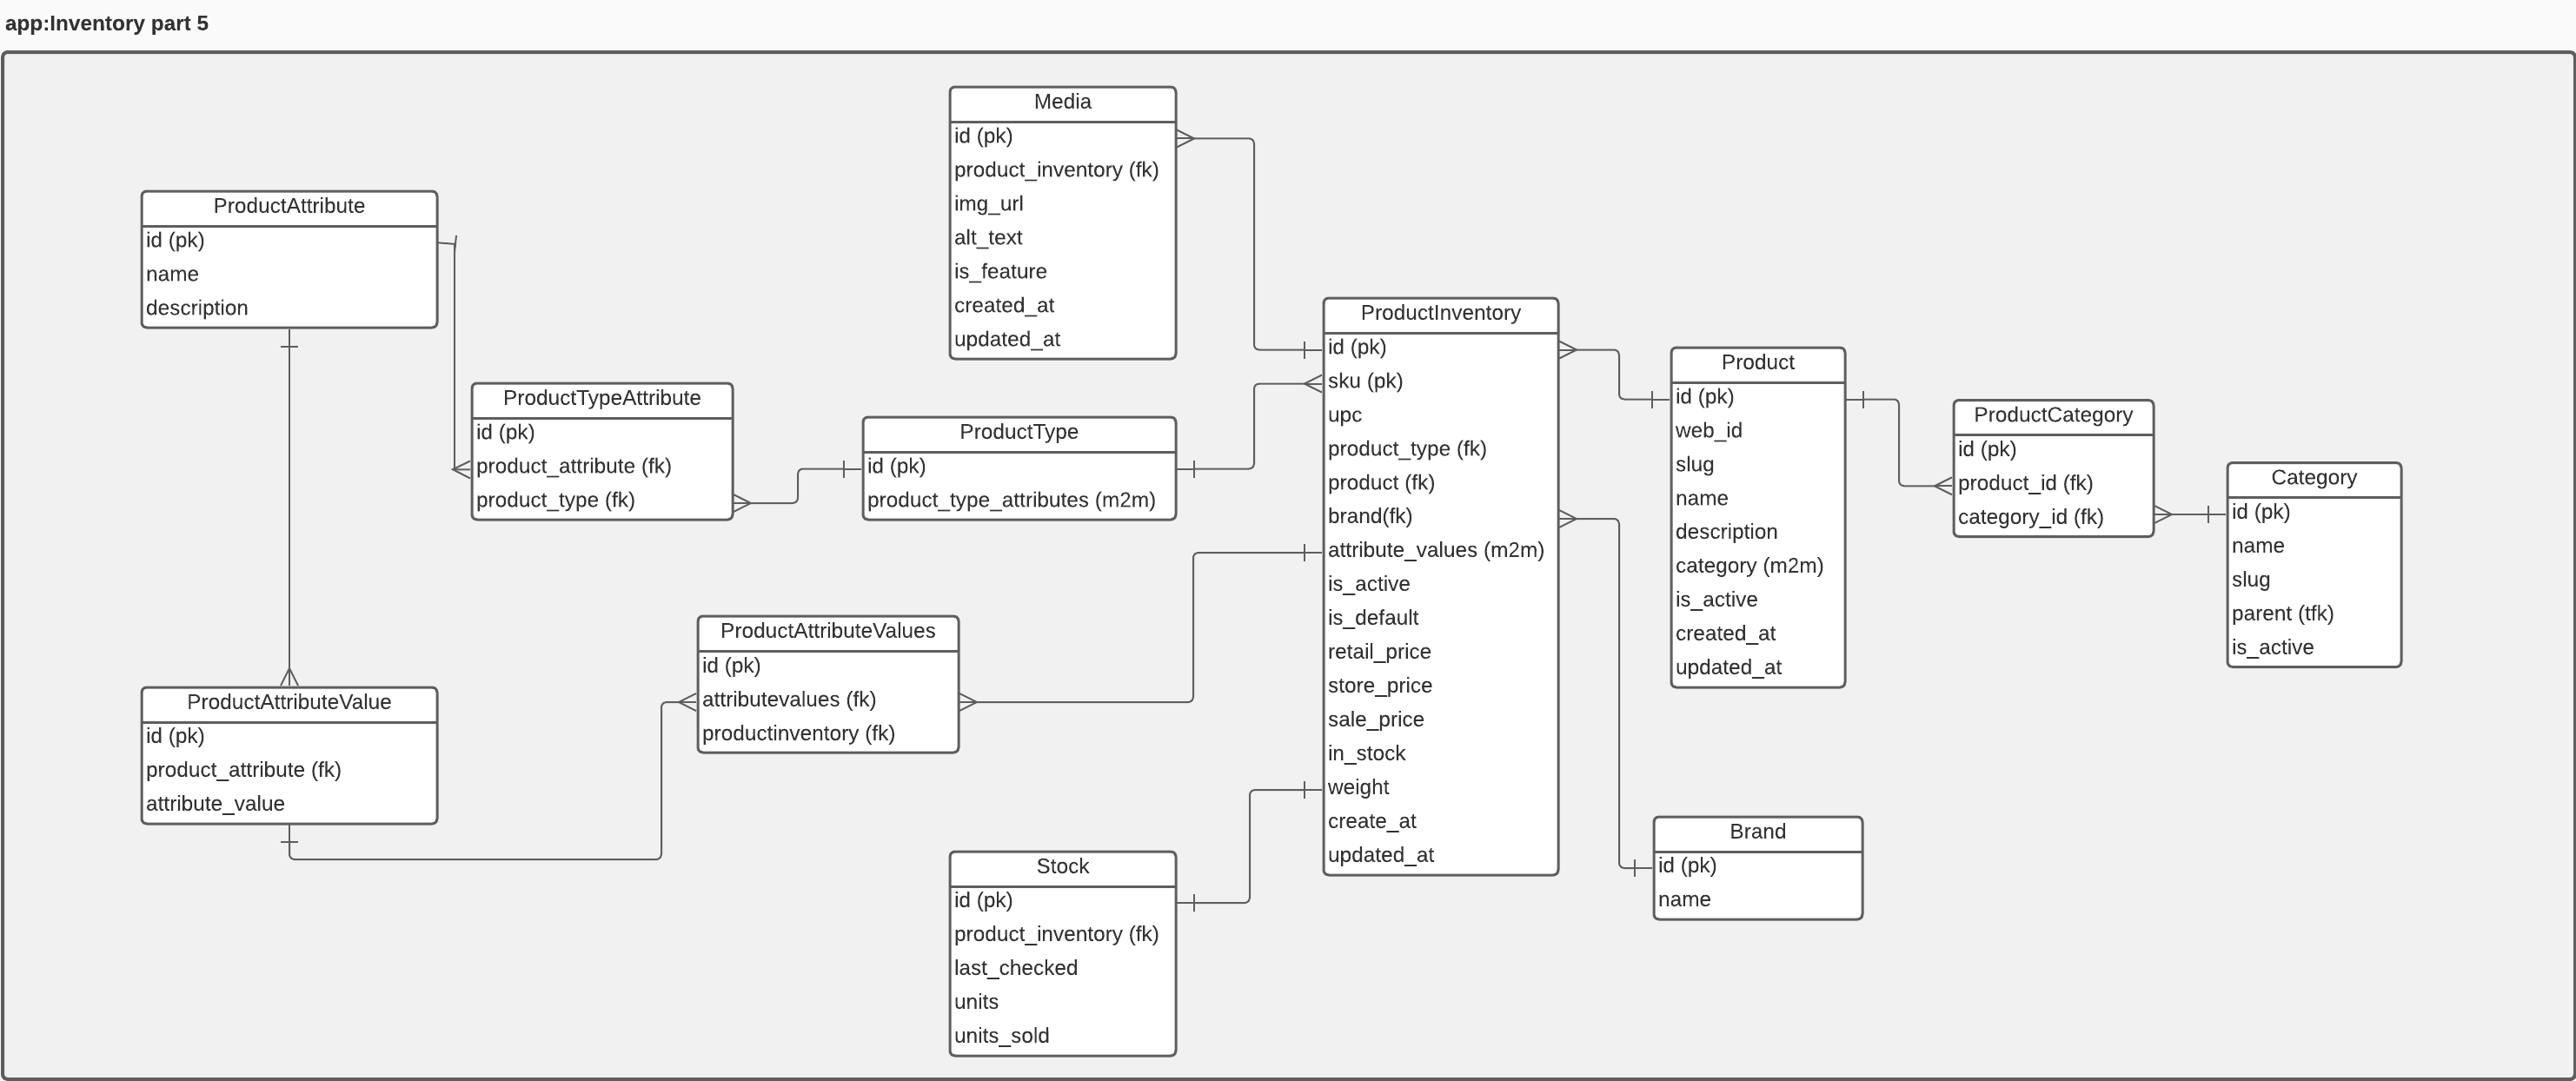 app:Inventory part 5
Media
id (pk)
product_inventory (fk)
img_url
alt_text
is_feature
created_at
updated_at
ProductAttribute
id (pk)
name
description
ProductTypeAttribute
id (pk)
product_attribute (fk)
product_type (fk)
ProductType
id (pk)
product_type_attributes (m2m)
ProductInventory
id (pk)
sku (pk)
upc
product_type (fk)
product (fk)
brand(fk)
attribute_values (m2m)
is_active
is_default
retail_price
store_price
sale_price
in_stock
weight
create_at
updated_at
Product
id (pk)
web_id
slug
name
description
category (m2m)
is_active
created_at
updated_at
ProductCategory
id (pk)
product_id (fk)
category_id (fk)
Category
id (pk)
name
slug
parent (tfk)
is_active
ProductAttributeValues
id (pk)
attributevalues (fk)
productinventory (fk)
ProductAttributeValue
id (pk)
product_attribute (fk)
attribute_value
Stock
id (pk)
product_inventory (fk)
last_checked
units
units_sold
Brand
id (pk)
name